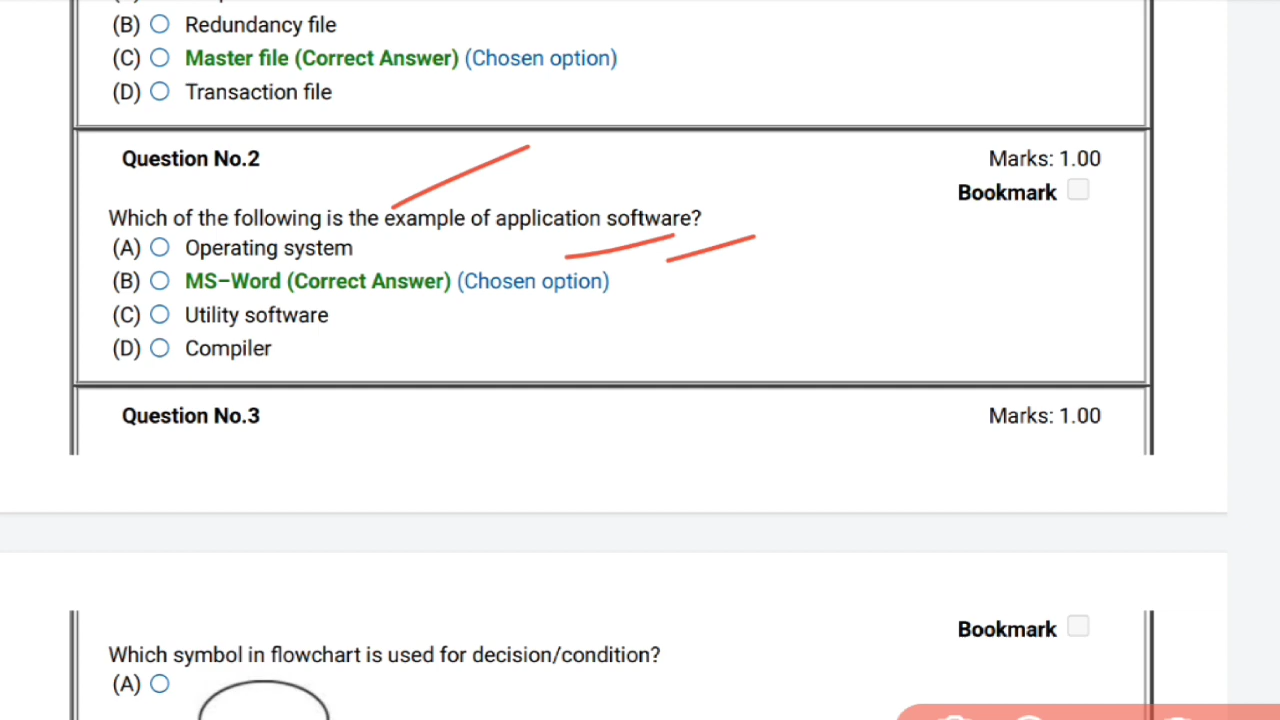 (B) Redundancy file
(C) Master file (Correct Answer) (Chosen option)
(D) Transaction file
Question No.2 Marks: 1.00
Bookmark
Which of the following is the example of application software?
(A) Operating system
(B) MS-Word (Correct Answer) (Chosen option)
(C) Utility software
(D) Compiler
Question No.3 Marks: 1.00
Bookmark
Which symbol in flowchart is used for decision/condition?
(A)